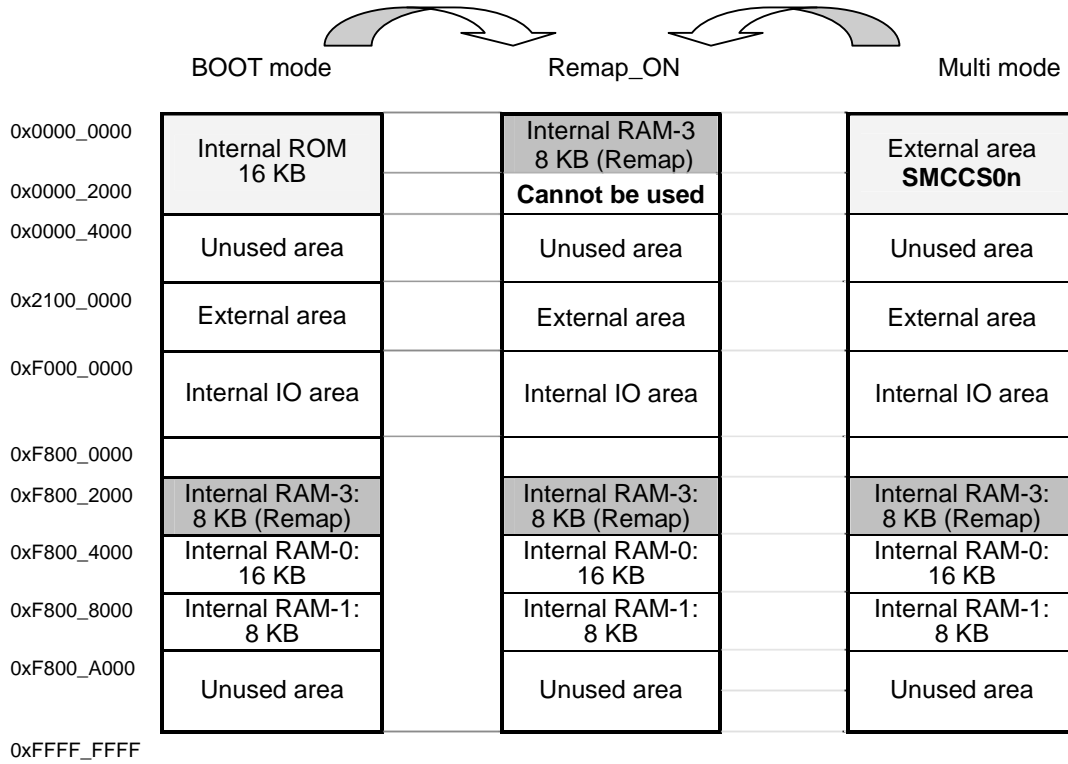 BOOT mode Remap_ON Multi mode
0x0000_0000
0x0000_2000
0x0000_4000
0x2100_0000
0xF000_0000
0xF800_0000
0xF800_2000
0xF800_4000
0xF800_8000
0xF800_A000
0xFFFF_FFFF
Internal ROM
16 KB
Unused area
External area
Internal IO area
Internal RAM-3:
8 KB (Remap)
Internal RAM-0:
16 KB
Internal RAM-1:
8 KB
Unused area
Internal RAM-3
8 KB (Remap)
Cannot be used
Unused area
External area
Internal IO area
Internal RAM-3:
8 KB (Remap)
Internal RAM-0:
16 KB
Internal RAM-1:
8 KB
Unused area
External area
SMCCS0n
Unused area
External area
Internal IO area
Internal RAM-3:
8 KB (Remap)
Internal RAM-0:
16 KB
Internal RAM-1:
8 KB
Unused area